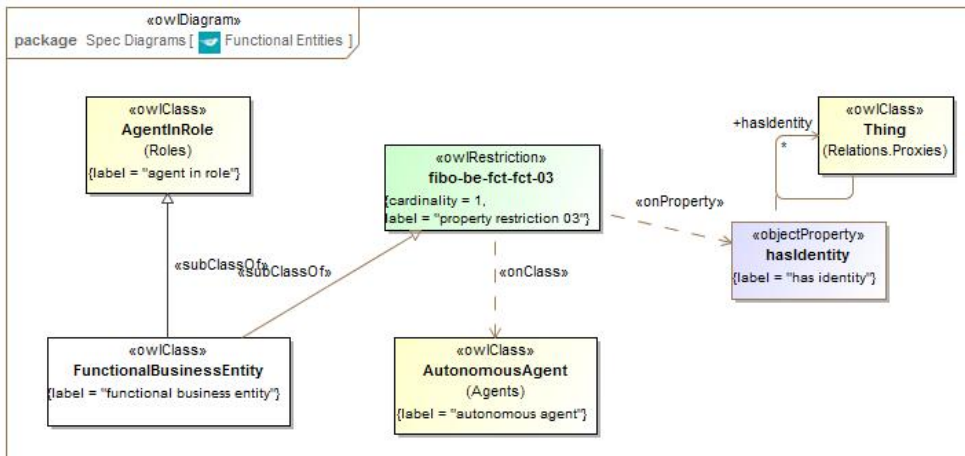 «owlDiagram»
package Spec Diagrams [ Functional Entities ]
«owlClass»
AgentInRole
(Roles)
{label = "agent in role"}
«owlClass»
Thing
(Relations.Proxies)
+hasIdentity
*
«owlRestriction»
fibo-be-fct-fct-03
{cardinality = 1,
label = "property restriction 03"}
«onProperty»
«objectProperty»
hasIdentity
{label = "has identity"}
«subClassOf»
«subClassOf»
«onClass»
«owlClass»
FunctionalBusinessEntity
{label = "functional business entity"}
«owlClass»
AutonomousAgent
(Agents)
{label = "autonomous agent"}